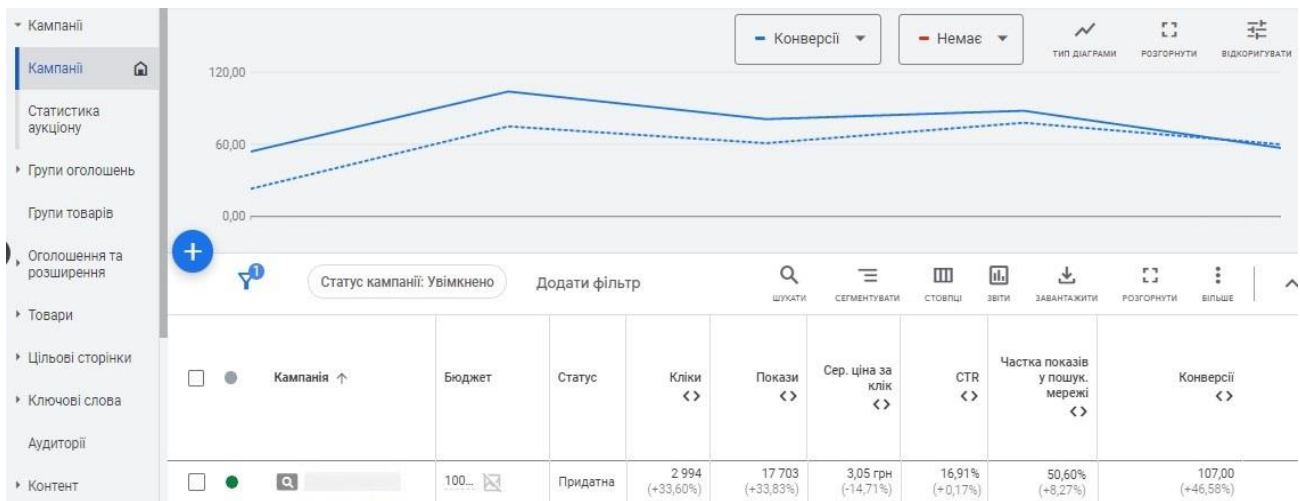 Кампанії
Кампанії
Статистика
аукціону
Групи оголошень
Групи товарів
Оголошення та
розширення
Товари
Цільові сторінки
Ключові слова
Аудиторії
Контент
Конверсії
Немає
ТИП ДІАГРАМИ
РОЗГОРНУТИ
ВІДКОРИГУВАТИ
120,00
60,00
0,00
1
Статус кампанії: Увімкнено
Додати фільтр
ШУКАТИ
СЕГМЕНТУВАТИ
СТОВПЦІ
ЗВІТИ
ЗАВАНТАЖИТИ
РОЗГОРНУТИ
БІЛЬШЕ
Кампанія
Бюджет
Статус
Кліки
Покази
Сер. ціна за
клік
CTR
Частка показів
у пошук.
мережі
Конверсії
100...
Придатна
2 994
(+33,60%)
17 703
(+33,83%)
3,05 грн
(-14,71%)
16,91%
(+0,17%)
50,60%
(+8,27%)
107,00
(+46,58%)